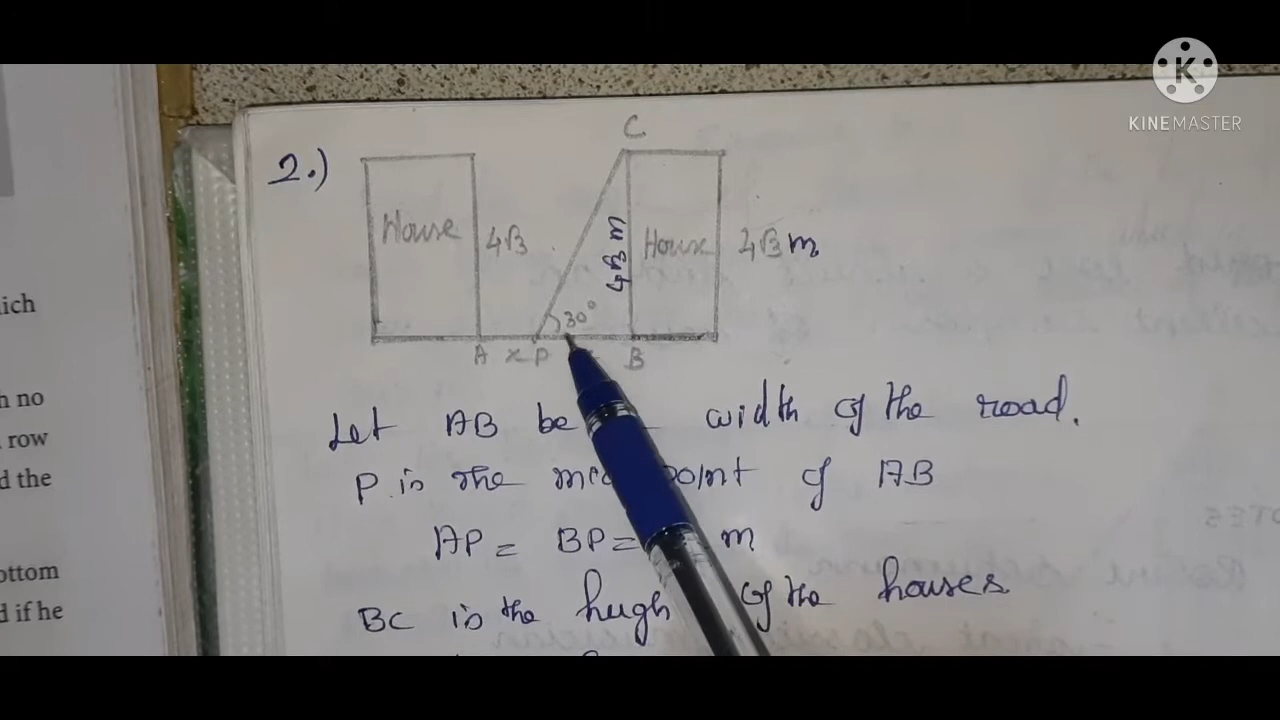 KINEMASTER
ich
h no
row
d the
ottom
d if he
2.)
C
House
4√3
4√3 m
House
4√3 m
30°
A x P B
Let AB be width of the road.
P is the point of AB
AP = BP = m
BC is the hugh of the houses